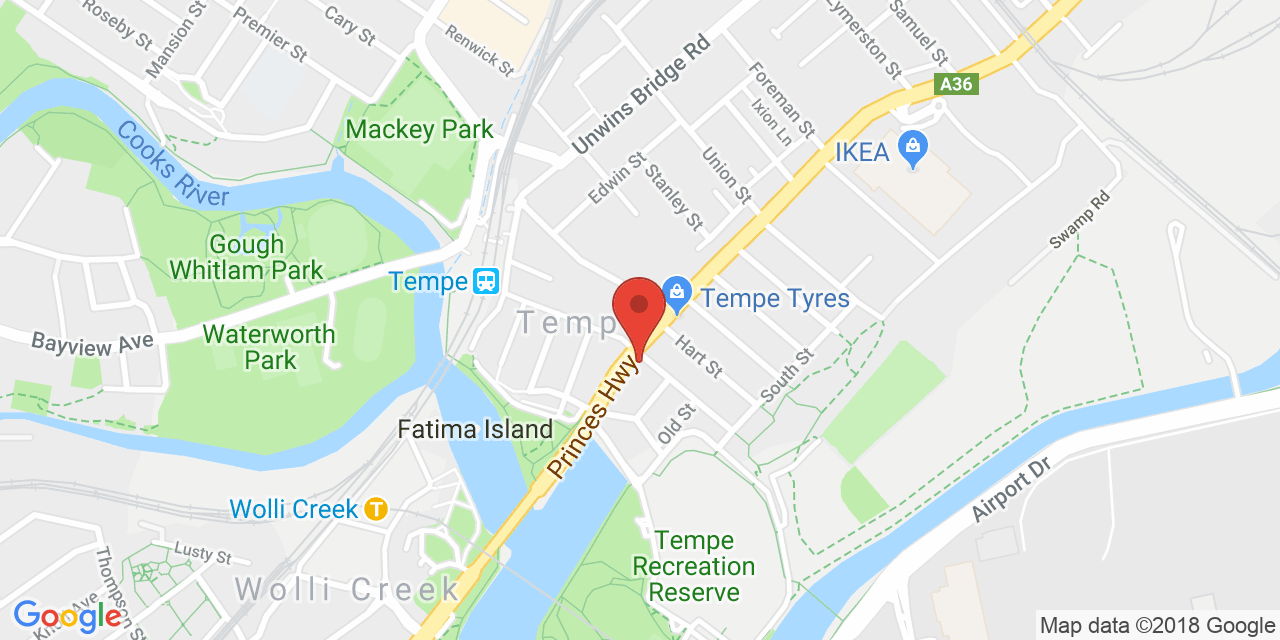 Roseby St
Mansion St
Premier St
Cary St
Renwick St
Lymerston St
Samuel St
A36
Unwins Bridge Rd
Foreman St
Ixion Ln
Mackey Park
Cooks River
IKEA
Edwin St
Union St
Stanley St
Swamp Rd
Gough
Whitlam Park
Tempe
Tempe Tyres
Temp
Bayview Ave
Waterworth
Park
Hart St
South St
Princes Hwy
Old St
Fatima Island
Airport Dr
Wolli Creek
T
Lusty St
Thompson St
Wolli Creek
Tempe
Recreation
Reserve
Google
Map data ©2018 Google